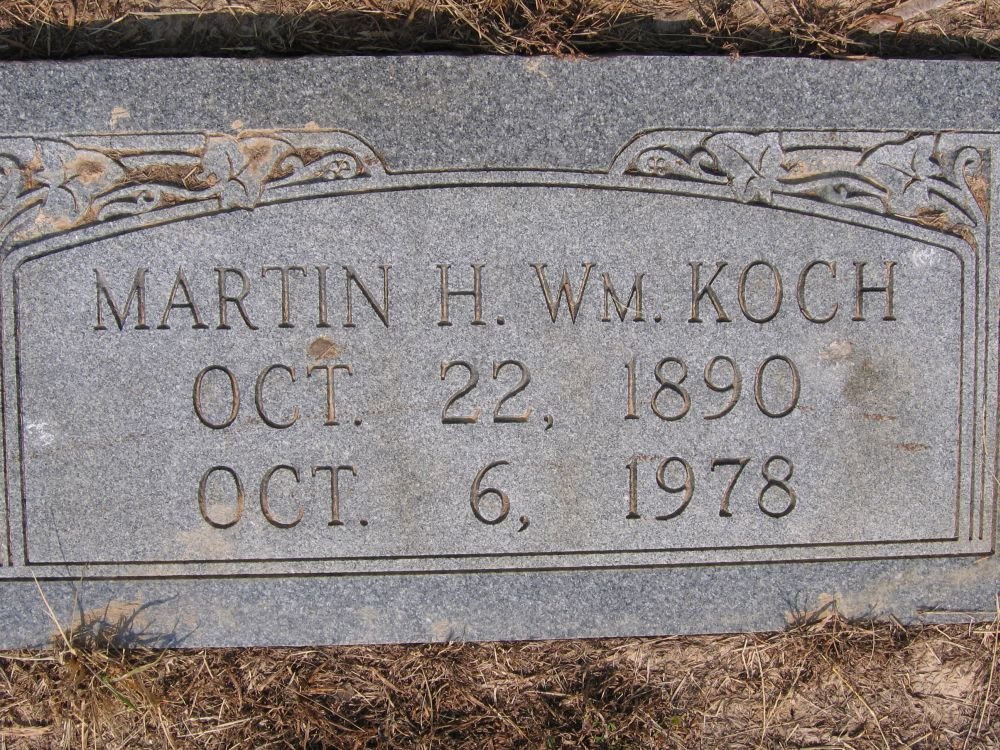 MARTIN H. WM. KOCH
OCT. 22, 1890
OCT. 6, 1978